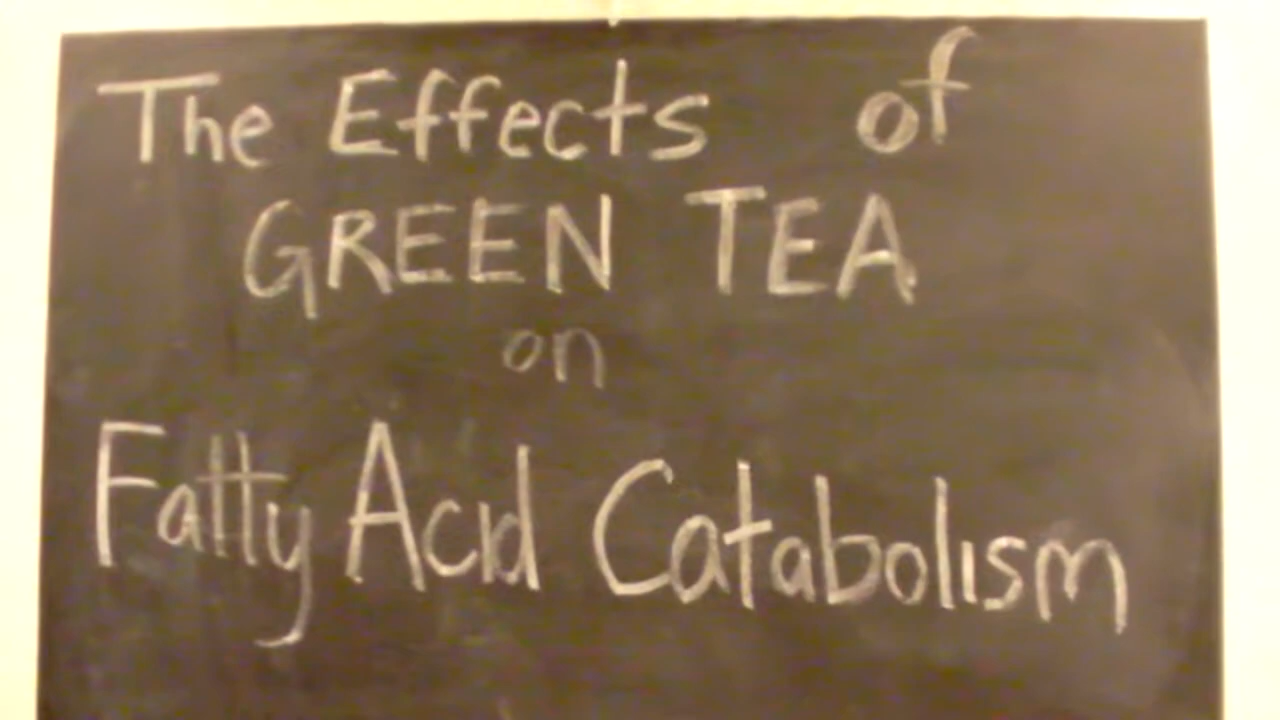 The Effects of
GREEN TEA
on
Fatty Acid Catabolism